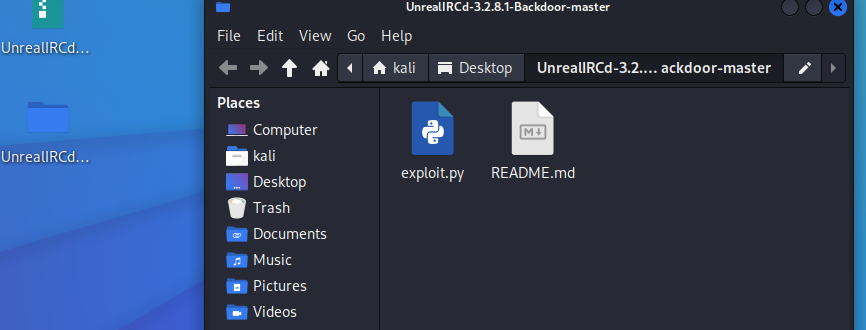 UnrealIRCd-3.2.8.1-Backdoor-master
UnrealIRCd...
UnrealIRCd...
File Edit View Go Help
kali Desktop UnrealIRCd-3.2.... ackdoor-master
Places
Computer
kali
Desktop
Trash
Documents
Music
Pictures
Videos
exploit.py README.md